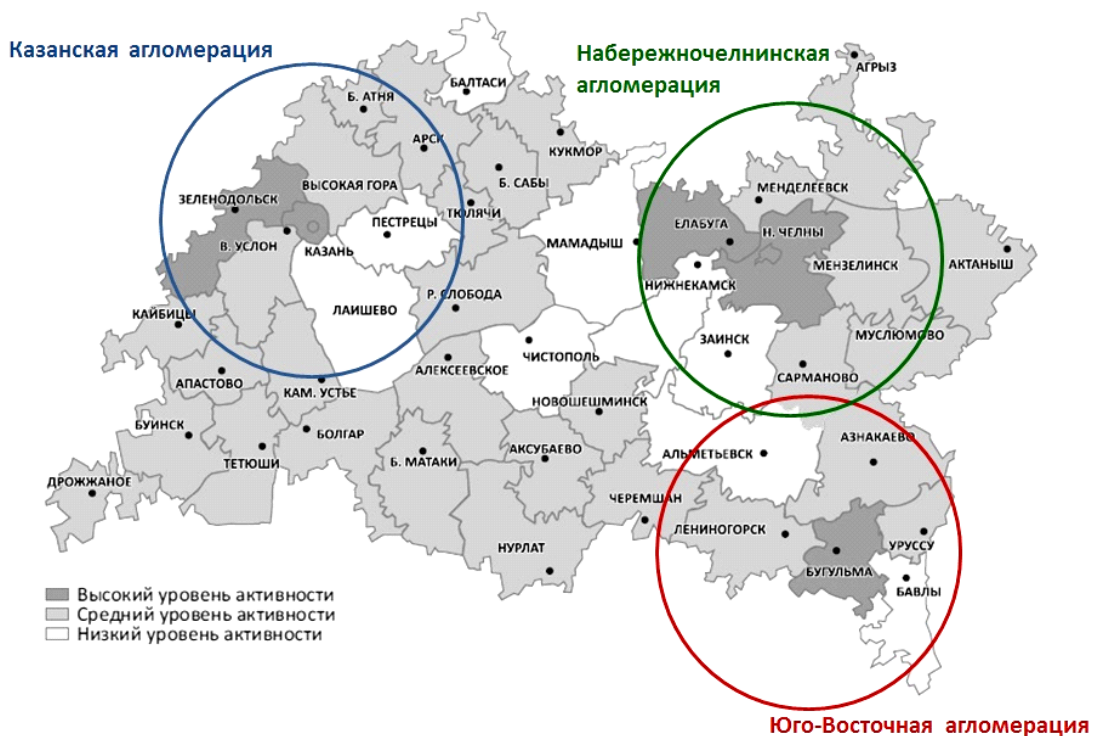 Казанская агломерация
Набережночелнинская
агломерация
АГРЫЗ
БАЛТАСИ
Б. АТНЯ
АРСК
КУКМОР
Б. САБЫ
ВЫСОКАЯ ГОРА
МЕНДЕЛЕЕВСК
ЗЕЛЕНОДОЛЬСК
ТЮЛЯЧИ
ПЕСТРЕЦЫ
ЕЛАБУГА
Н. ЧЕЛНЫ
В. УСЛОН
КАЗАНЬ
МАМАДЫШ
МЕНЗЕЛИНСК
АКТАНЫШ
НИЖНЕКАМСК
Р. СЛОБОДА
КАЙБИЦЫ
ЛАИШЕВО
ЗАИНСК
МУСЛЮМОВО
ЧИСТОПОЛЬ
АПАСТОВО
АЛЕКСЕЕВСКОЕ
САРМАНОВО
КАМ. УСТЬЕ
НОВОШЕШМИНСК
БУИНСК
БОЛГАР
АЗНАКАЕВО
АКСУБАЕВО
АЛЬМЕТЬЕВСК
ТЕТЮШИ
Б. МАТАКИ
ДРОЖЖАНОЕ
ЧЕРЕМШАН
ЛЕНИНОГОРСК
НУРЛАТ
УРУССУ
БУГУЛЬМА
БАВЛЫ
Высокий уровень активности
Средний уровень активности
Низкий уровень активности
Юго-Восточная агломерация